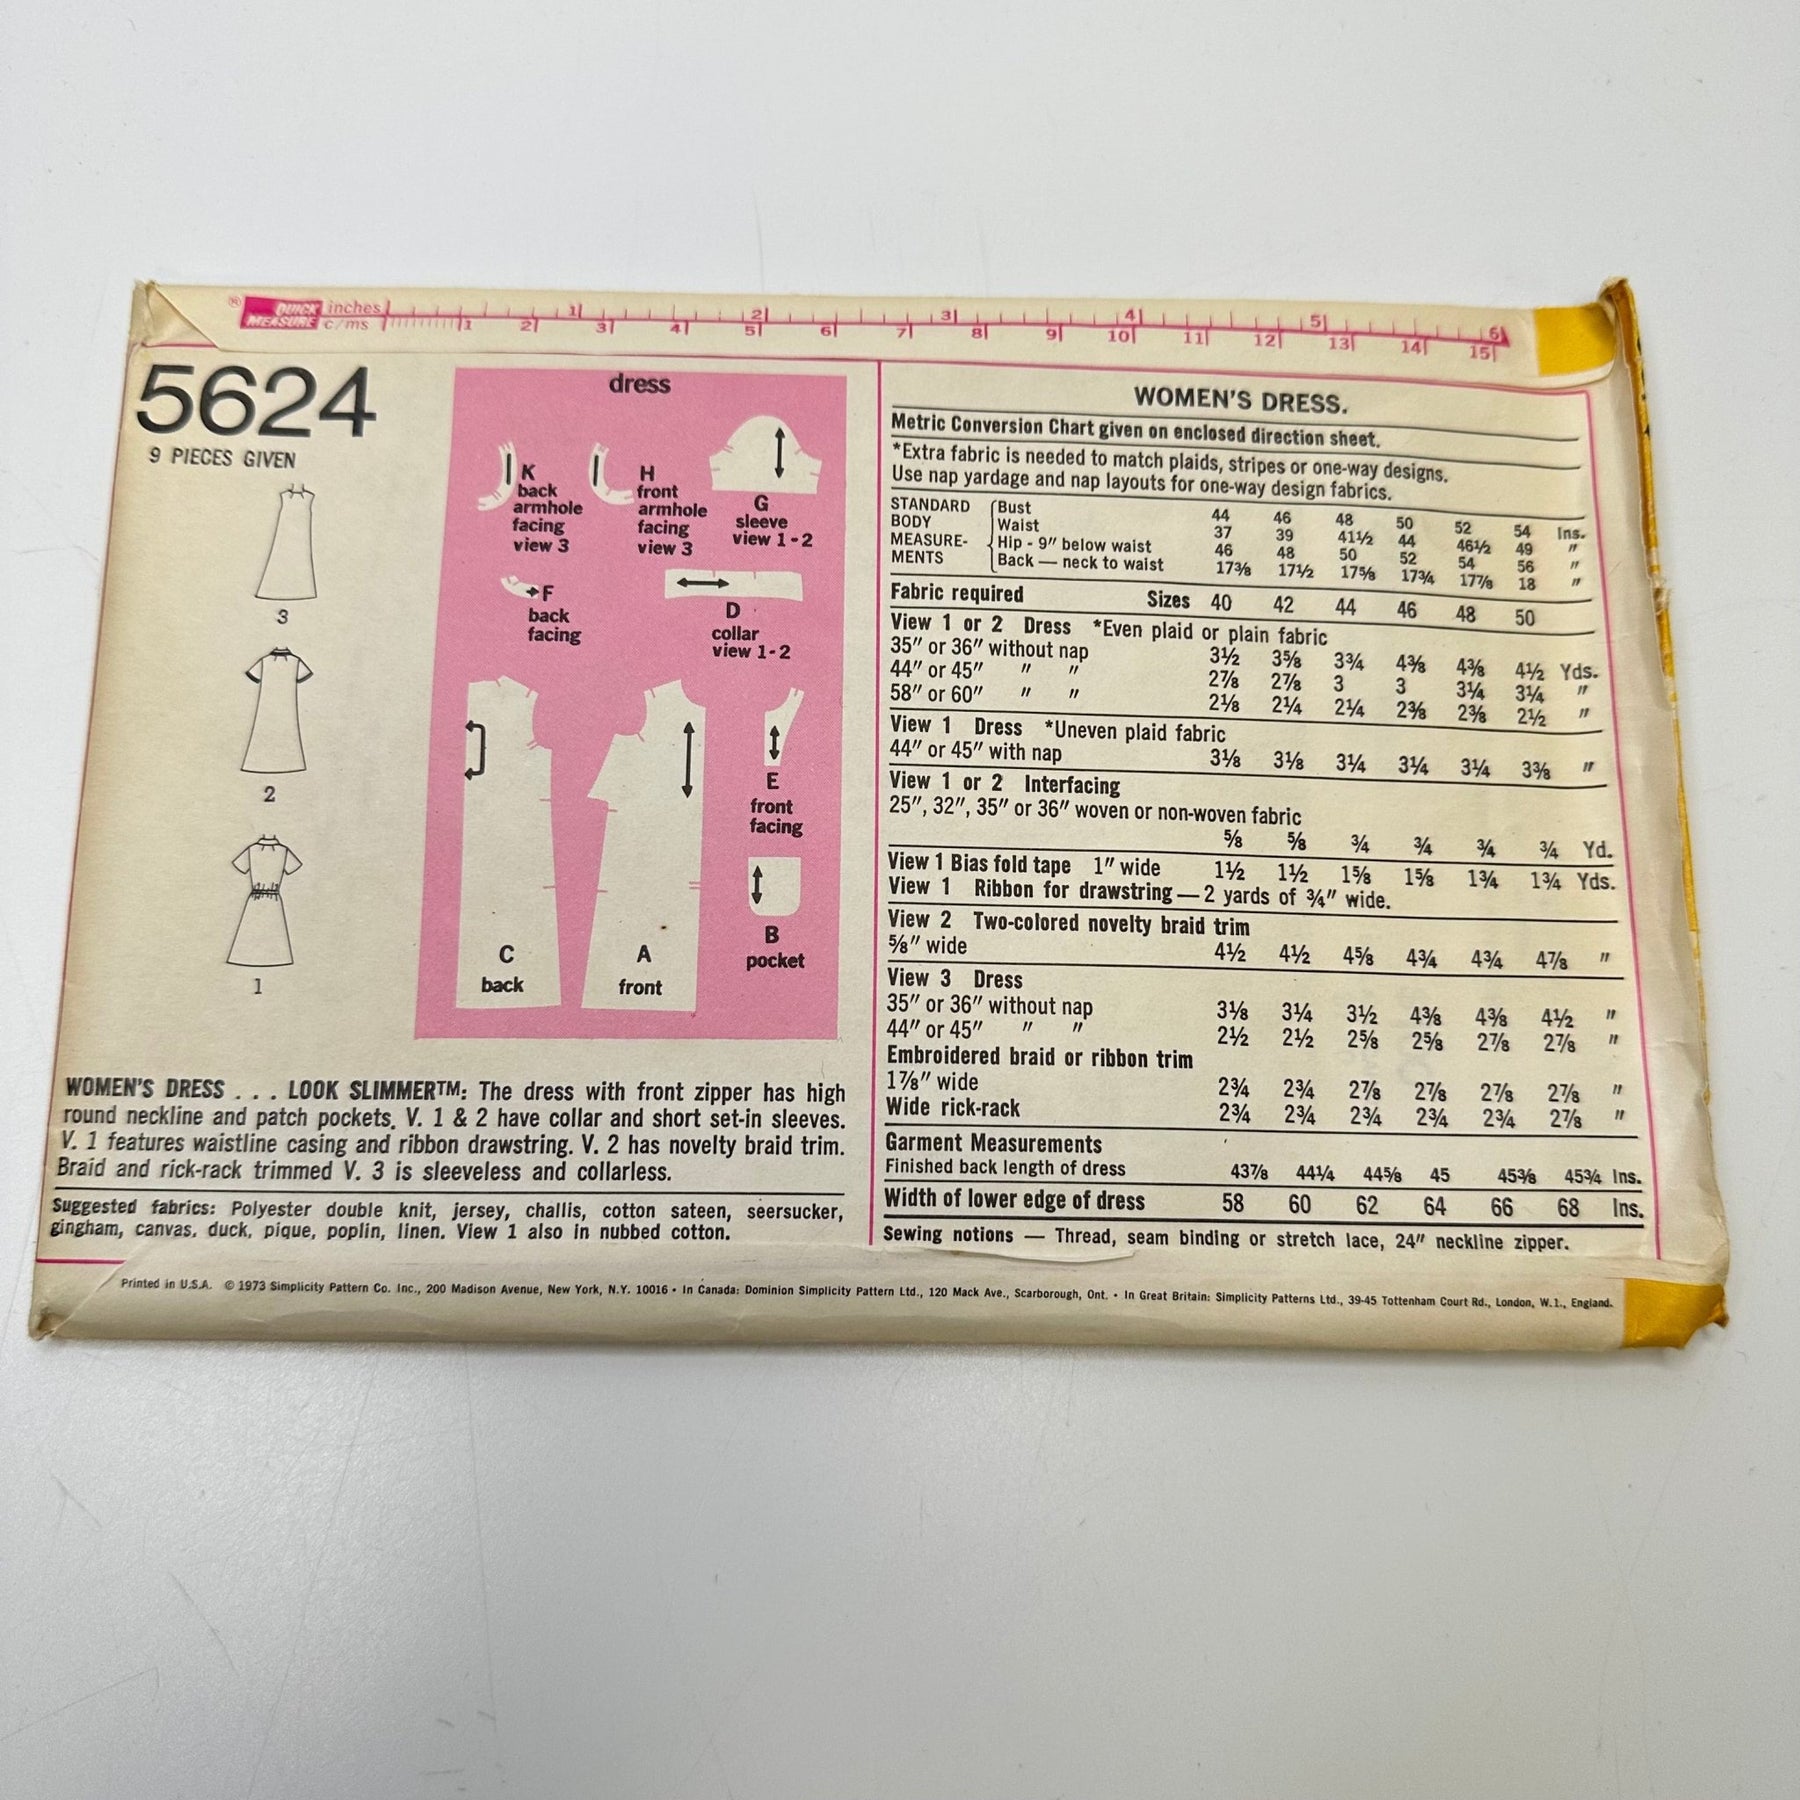 ® QUICK MEASURE inches 1 2 3 4 5 6
c/ms 1 2 3 4 5 6 7 8 9 10 11 12 13 14 15
5624
9 PIECES GIVEN
3
2
1
dress
K
back
armhole
facing
view 3
H
front
armhole
facing
view 3
G
sleeve
view 1-2
F
back
facing
D
collar
view 1-2
E
front
facing
B
pocket
C
back
A
front
WOMEN'S DRESS . . . LOOK SLIMMER™: The dress with front zipper has high
round neckline and patch pockets. V. 1 & 2 have collar and short set-in sleeves.
V. 1 features waistline casing and ribbon drawstring. V. 2 has novelty braid trim.
Braid and rick-rack trimmed V. 3 is sleeveless and collarless.
Suggested fabrics: Polyester double knit, jersey, challis, cotton sateen, seersucker,
gingham, canvas, duck, pique, poplin, linen. View 1 also in nubbed cotton.
WOMEN'S DRESS.
Metric Conversion Chart given on enclosed direction sheet.
*Extra fabric is needed to match plaids, stripes or one-way designs.
Use nap yardage and nap layouts for one-way design fabrics.
STANDARD BODY MEASURE- MENTS
Bust 44 46 48 50 52 54 Ins.
Waist 37 39 41½ 44 46½ 49 "
Hip - 9" below waist 46 48 50 52 54 56 "
Back — neck to waist 17⅜ 17½ 17⅝ 17¾ 17⅞ 18 "
Fabric required Sizes 40 42 44 46 48 50
View 1 or 2 Dress *Even plaid or plain fabric
35" or 36" without nap 3½ 3⅝ 3¾ 4⅜ 4⅜ 4½ Yds.
44" or 45" " " 2⅞ 2⅞ 3 3 3¼ 3¼ "
58" or 60" " " 2⅛ 2¼ 2¼ 2⅜ 2⅜ 2½ "
View 1 Dress *Uneven plaid fabric
44" or 45" with nap 3⅛ 3⅛ 3¼ 3¼ 3¼ 3⅜ "
View 1 or 2 Interfacing
25", 32", 35" or 36" woven or non-woven fabric
⅝ ⅝ ¾ ¾ ¾ ¾ Yd.
View 1 Bias fold tape 1" wide 1½ 1½ 1⅝ 1⅝ 1¾ 1¾ Yds.
View 1 Ribbon for drawstring — 2 yards of ¾" wide.
View 2 Two-colored novelty braid trim
⅝" wide 4½ 4½ 4⅝ 4¾ 4¾ 4⅞ "
View 3 Dress
35" or 36" without nap 3⅛ 3¼ 3½ 4⅜ 4⅜ 4½ "
44" or 45" " " 2½ 2½ 2⅝ 2⅝ 2⅞ 2⅞ "
Embroidered braid or ribbon trim
1⅞" wide 2¾ 2¾ 2⅞ 2⅞ 2⅞ 2⅞ "
Wide rick-rack 2¾ 2¾ 2¾ 2¾ 2¾ 2⅞ "
Garment Measurements
Finished back length of dress 43⅞ 44¼ 44⅝ 45 45⅜ 45¾ Ins.
Width of lower edge of dress 58 60 62 64 66 68 Ins.
Sewing notions — Thread, seam binding or stretch lace, 24" neckline zipper.
Printed in U.S.A. © 1973 Simplicity Pattern Co. Inc., 200 Madison Avenue, New York, N.Y. 10016 • In Canada: Dominion Simplicity Pattern Ltd., 120 Mack Ave., Scarborough, Ont. • In Great Britain: Simplicity Patterns Ltd., 39-45 Tottenham Court Rd., London, W.1., England.